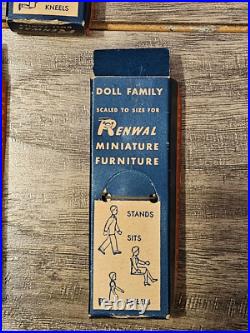 KNEELS
DOLL FAMILY
SCALED TO SIZE FOR
RENWAL
MINIATURE
FURNITURE
STANDS
SITS